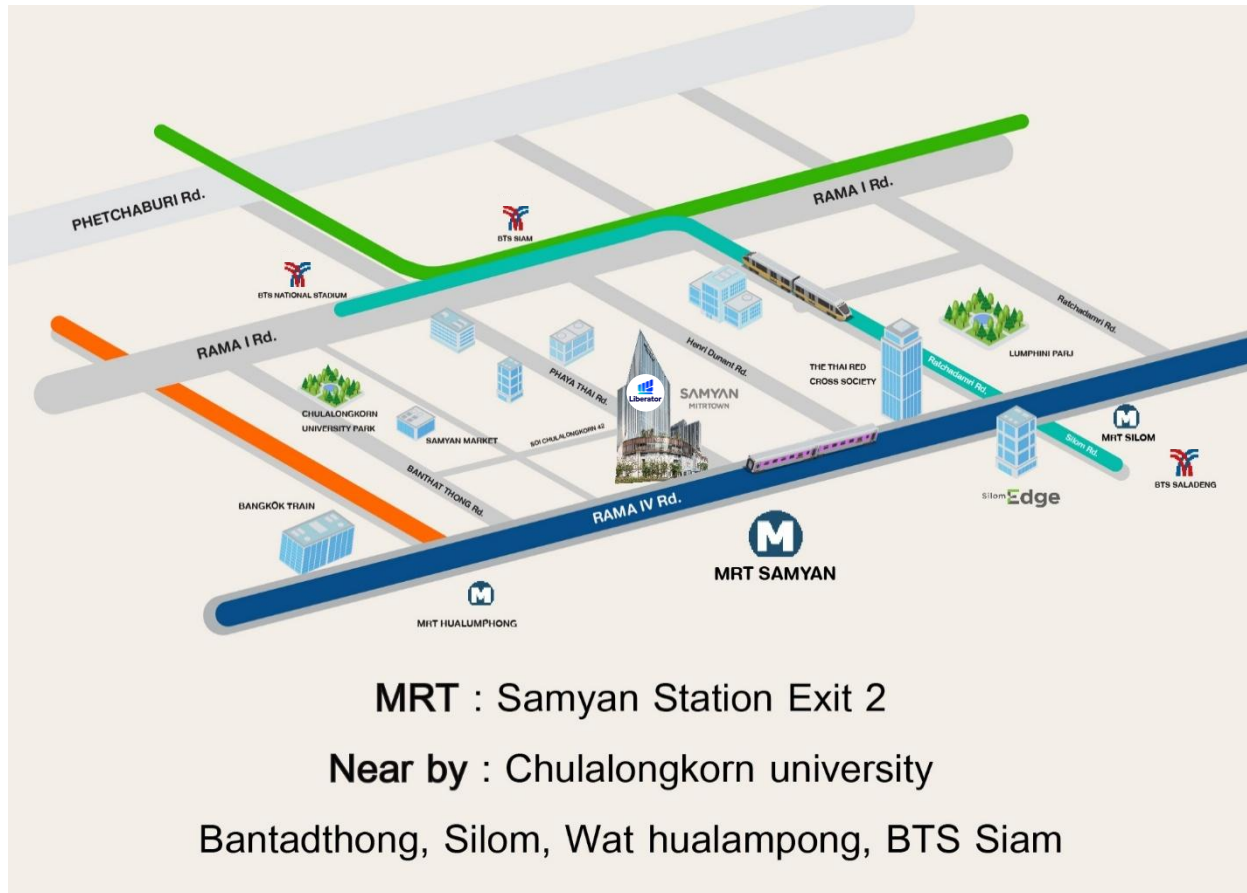 PHETCHABURI Rd.
RAMA I Rd.
BTS SIAM
BTS NATIONAL STADIUM
RAMA I Rd.
Ratchadamri Rd.
LUMPHINI PARJ
Henri Dunant Rd.
THE THAI RED
CROSS SOCIETY
Ratchadamri Rd.
PHAYA THAI Rd.
Liberator
SAMYAN
MITRTOWN
CHULALONGKORN
UNIVERSITY PARK
SAMYAN MARKET
SOI CHULALONGKORN 42
MRT SILOM
Silom Rd.
BTS SALADENG
BANTHAT THONG Rd.
Silom Edge
BANGKOK TRAIN
RAMA IV Rd.
M
MRT SAMYAN
MRT HUALUMPHONG
MRT : Samyan Station Exit 2
Near by : Chulalongkorn university
Bantadthong, Silom, Wat hualampong, BTS Siam